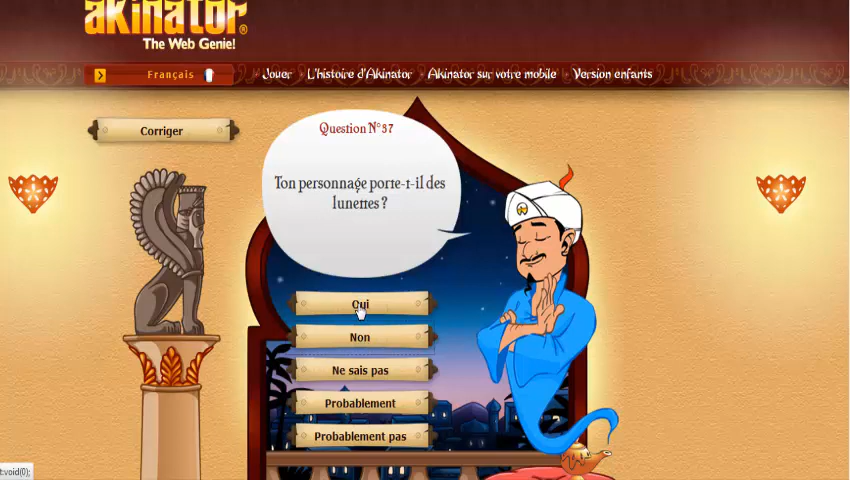 akinator®
The Web Genie!
Français
Jouer
L'histoire d'Akinator
Akinator sur votre mobile
Version enfants
Corriger
Question N°37
Ton personnage porte-t-il des
lunettes ?
Oui
Non
Ne sais pas
Probablement
Probablement pas
t:void(0);